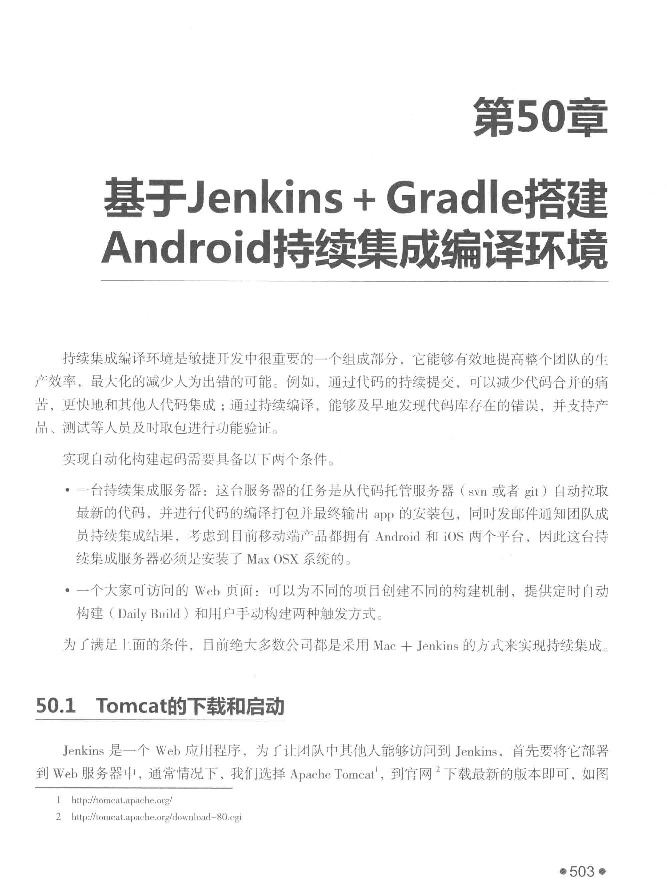 第50章
基于Jenkins + Gradle搭建
Android持续集成编译环境
持续集成编译环境是敏捷开发中很重要的一个组成部分，它能够有效地提高整个团队的生
产效率，最大化的减少人为出错的可能。例如，通过代码的持续提交，可以减少代码合并的痛
苦，更快地和其他人代码集成；通过持续编译，能够及早地发现代码库存在的错误，并支持产
品、测试等人员及时取包进行功能验证。
实现自动化构建起码需要具备以下两个条件。
• 一台持续集成服务器：这台服务器的任务是从代码托管服务器（svn 或者 git）自动拉取
最新的代码，并进行代码的编译打包并最终输出 app 的安装包，同时发邮件通知团队成
员持续集成结果，考虑到目前移动端产品都拥有 Android 和 iOS 两个平台，因此这台持
续集成服务器必须是安装了 Max OSX 系统的。
• 一个大家可访问的 Web 页面：可以为不同的项目创建不同的构建机制，提供定时自动
构建（Daily Build）和用户手动构建两种触发方式。
为了满足上面的条件，目前绝大多数公司都是采用 Mac + Jenkins 的方式来实现持续集成。
50.1 Tomcat的下载和启动
Jenkins 是一个 Web 应用程序，为了让团队中其他人能够访问到 Jenkins，首先要将它部署
到 Web 服务器中，通常情况下，我们选择 Apache Tomcat1，到官网 2 下载最新的版本即可，如图
1 http://tomcat.apache.org/
2 http://tomcat.apache.org/download-80.cgi
●503●